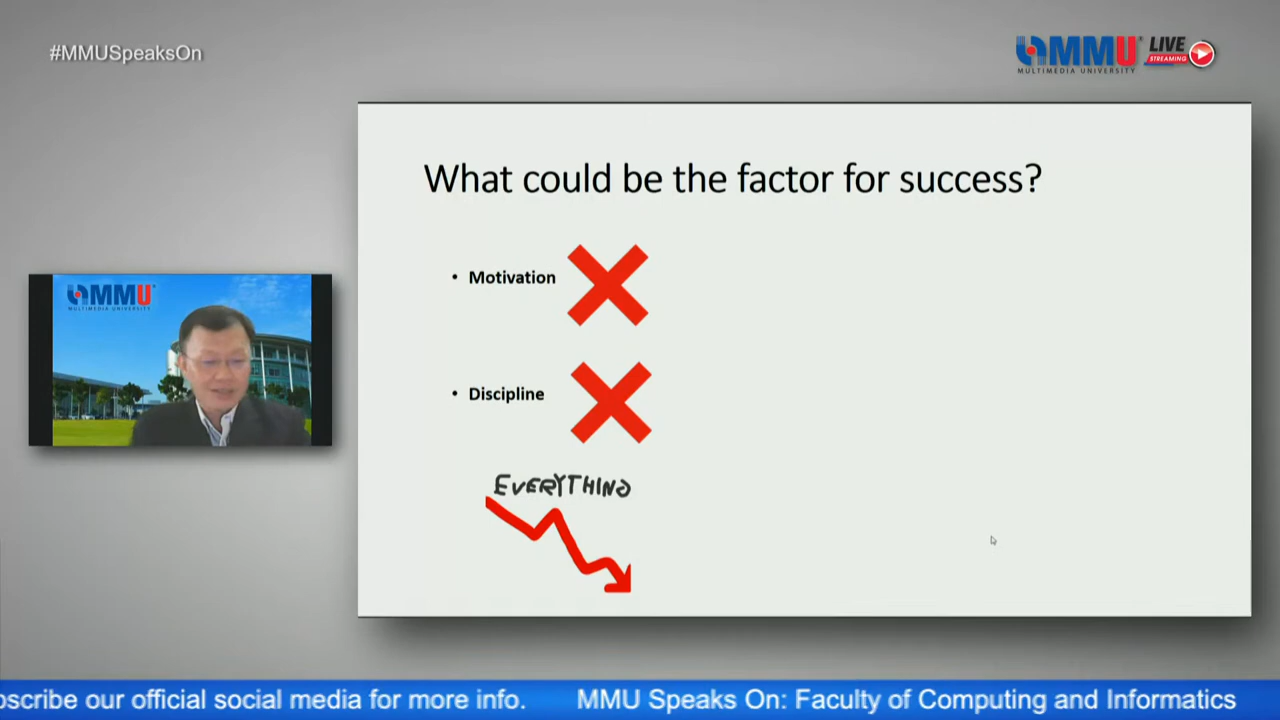 #MMUSpeaksOn
MMU LIVE
STREAMING
MULTIMEDIA UNIVERSITY
What could be the factor for success?
MMU
MULTIMEDIA UNIVERSITY
• Motivation
• Discipline
EVERYTHING
bscribe our official social media for more info. MMU Speaks On: Faculty of Computing and Informatics